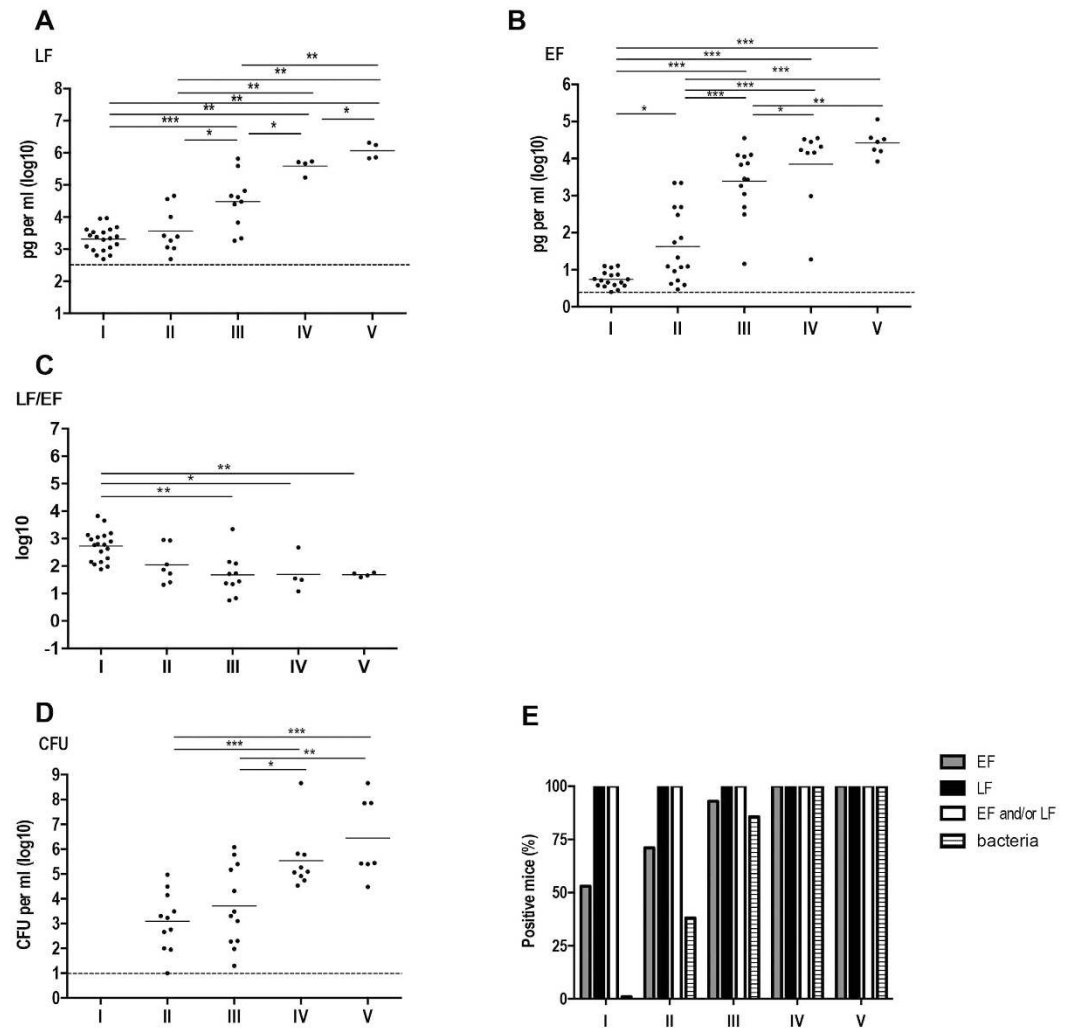 A
LF
**
**
**
**
**
*
***
*
*
pg per ml (log10)
8
7
6
5
4
3
2
1
I II III IV V
B
EF
***
***
***
***
***
***
**
*
*
pg per ml (log10)
6
5
4
3
2
1
0
I II III IV V
C
LF/EF
**
*
**
log10
7
6
5
4
3
2
1
0
-1
I II III IV V
D
CFU
***
***
**
*
CFU per ml (log10)
9
8
7
6
5
4
3
2
1
0
I II III IV V
E
Positive mice (%)
100
75
50
25
0
I II III IV V
EF
LF
EF and/or LF
bacteria